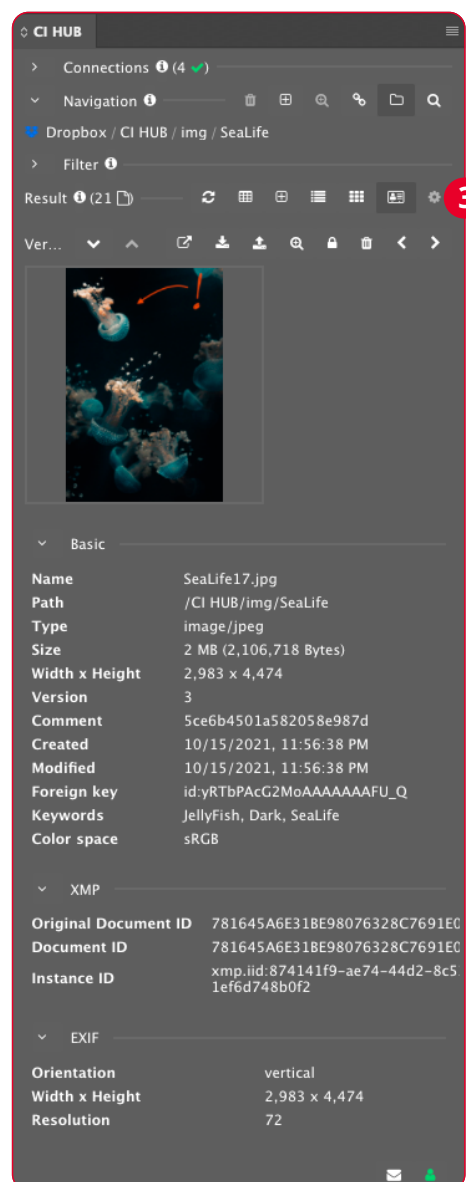 CI HUB
Connections (4 ✓)
Navigation
Dropbox / CI HUB / img / SeaLife
Filter
Result (21)
3
Ver...
Basic
Name SeaLife17.jpg
Path /CI HUB/img/SeaLife
Type image/jpeg
Size 2 MB (2,106,718 Bytes)
Width x Height 2,983 x 4,474
Version 3
Comment 5ce6b4501a582058e987d
Created 10/15/2021, 11:56:38 PM
Modified 10/15/2021, 11:56:38 PM
Foreign key id:yRTbPAcG2MoAAAAAAAFU_Q
Keywords JellyFish, Dark, SeaLife
Color space sRGB
XMP
Original Document ID 781645A6E31BE98076328C7691E0
Document ID 781645A6E31BE98076328C7691E0
Instance ID xmp.iid:874141f9-ae74-44d2-8c5
1ef6d748b0f2
EXIF
Orientation vertical
Width x Height 2,983 x 4,474
Resolution 72